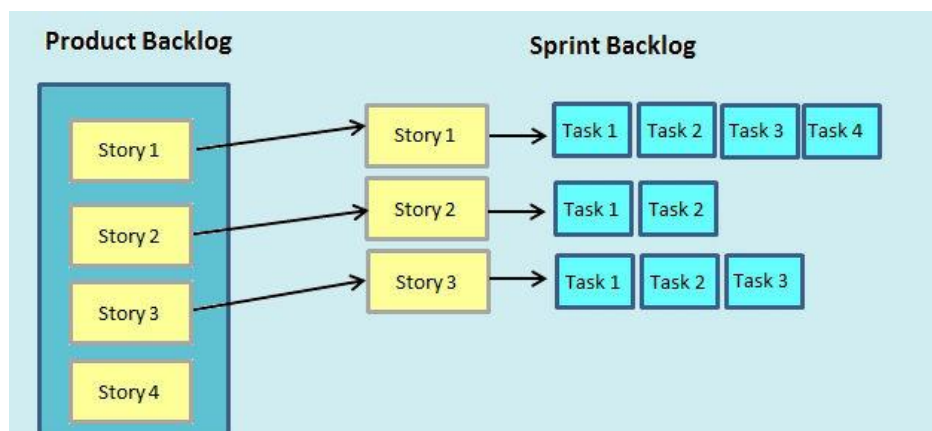 Product Backlog
Sprint Backlog
Story 1
Story 1
Task 1
Task 2
Task 3
Task 4
Story 2
Story 2
Task 1
Task 2
Story 3
Story 3
Task 1
Task 2
Task 3
Story 4